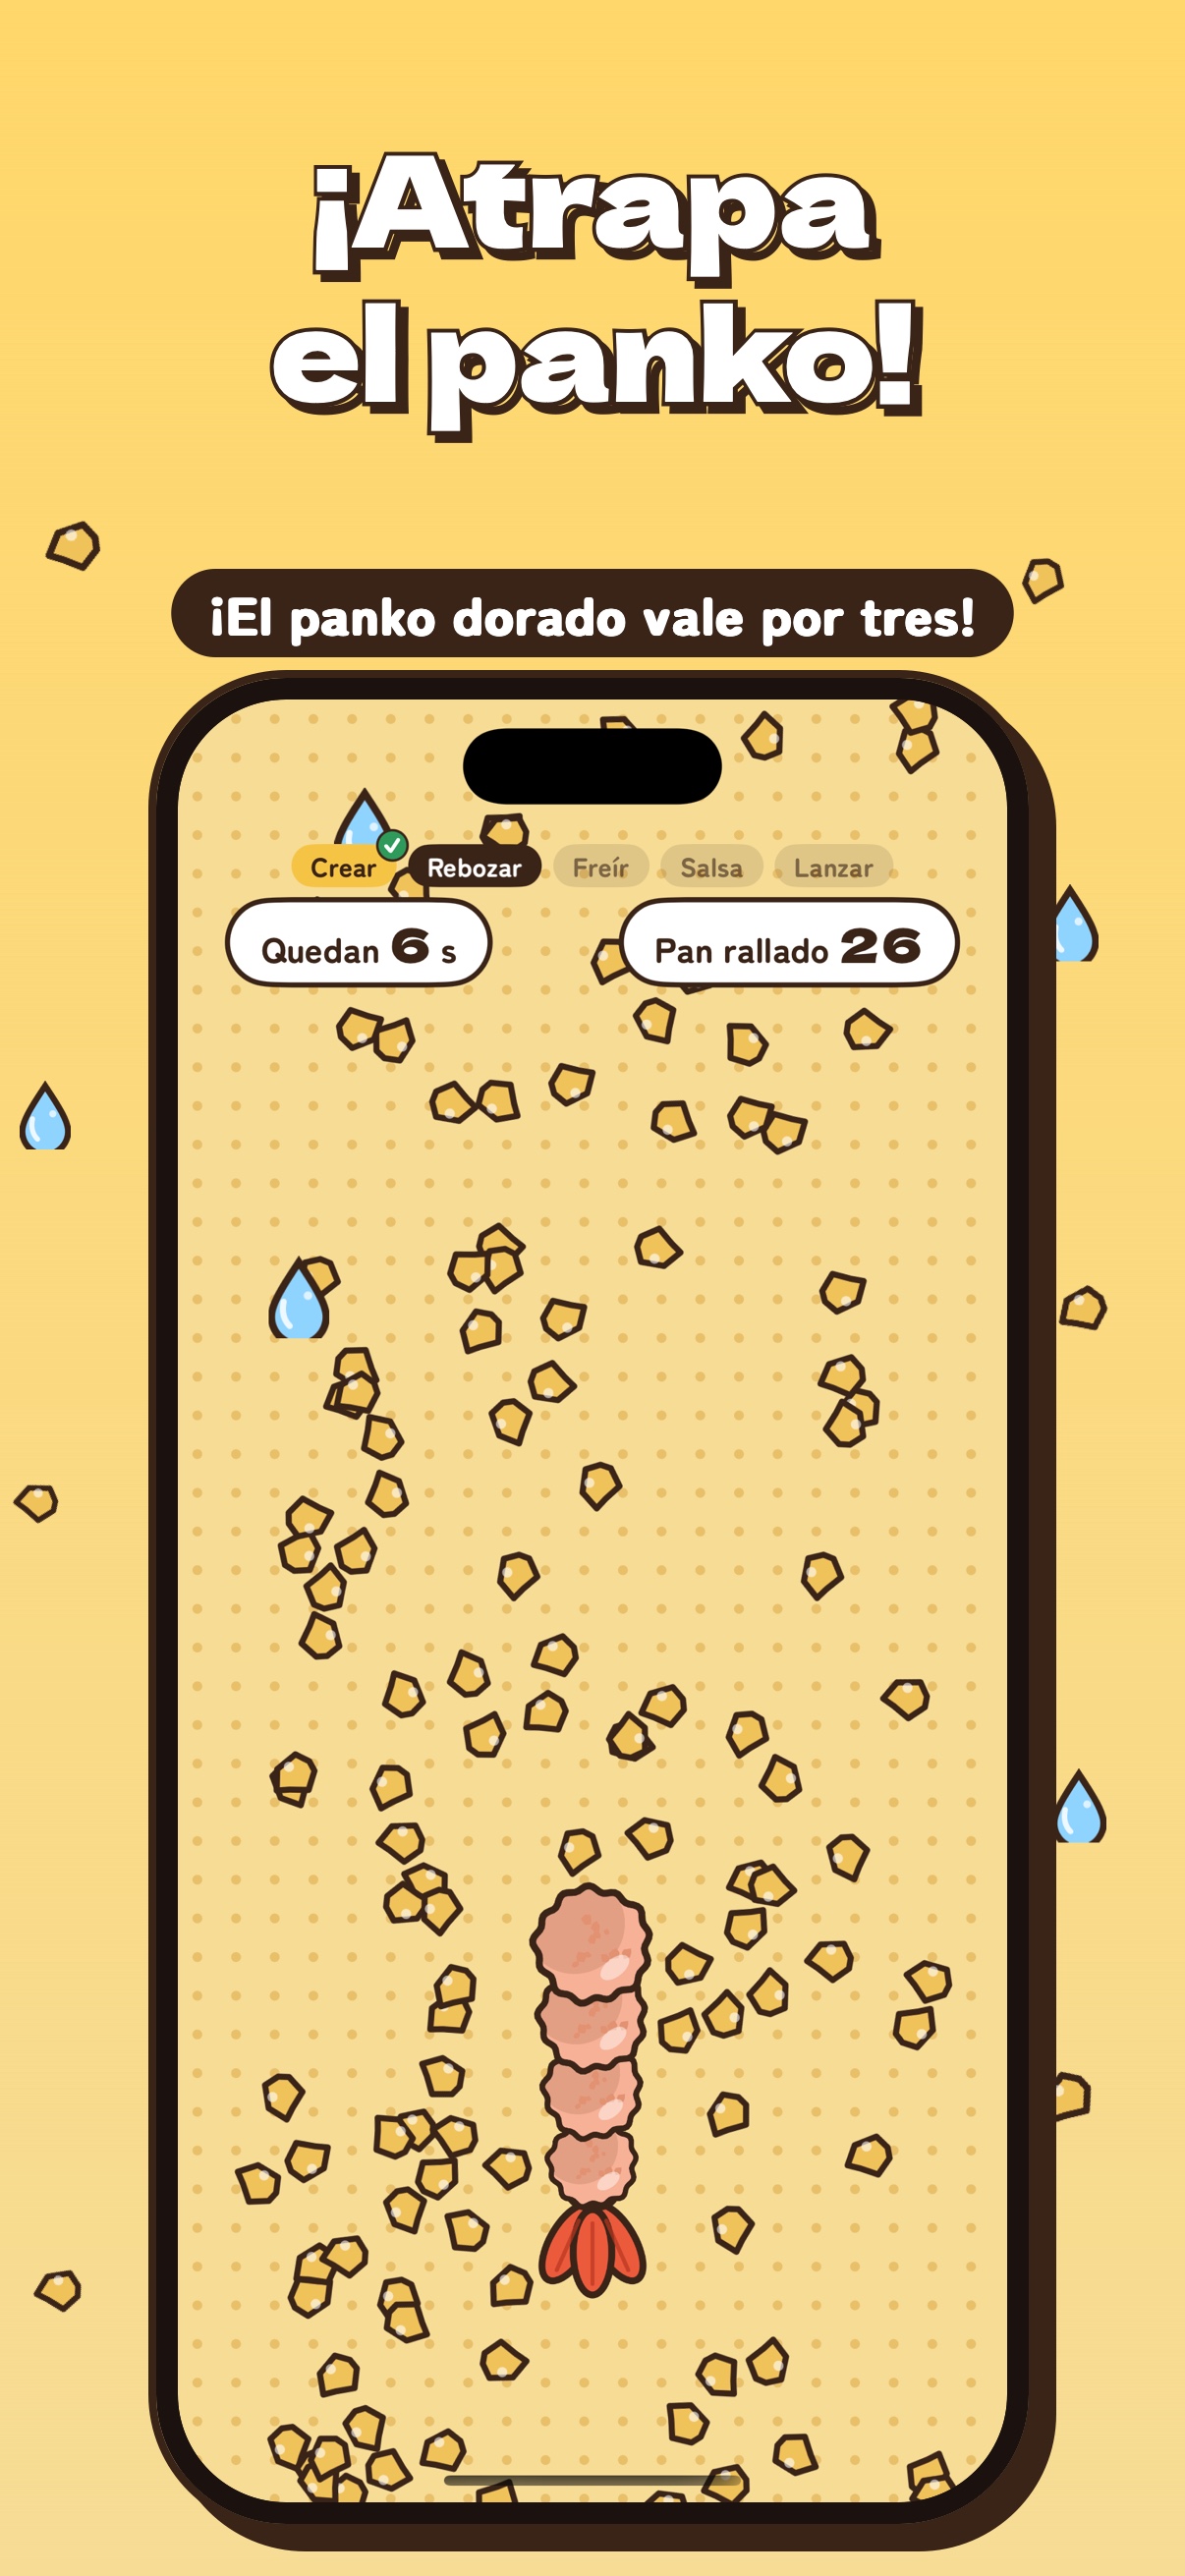 ¡Atrapa
el panko!
¡El panko dorado vale por tres!
Crear Rebozar Freír Salsa Lanzar
Quedan 6 s Pan rallado 26